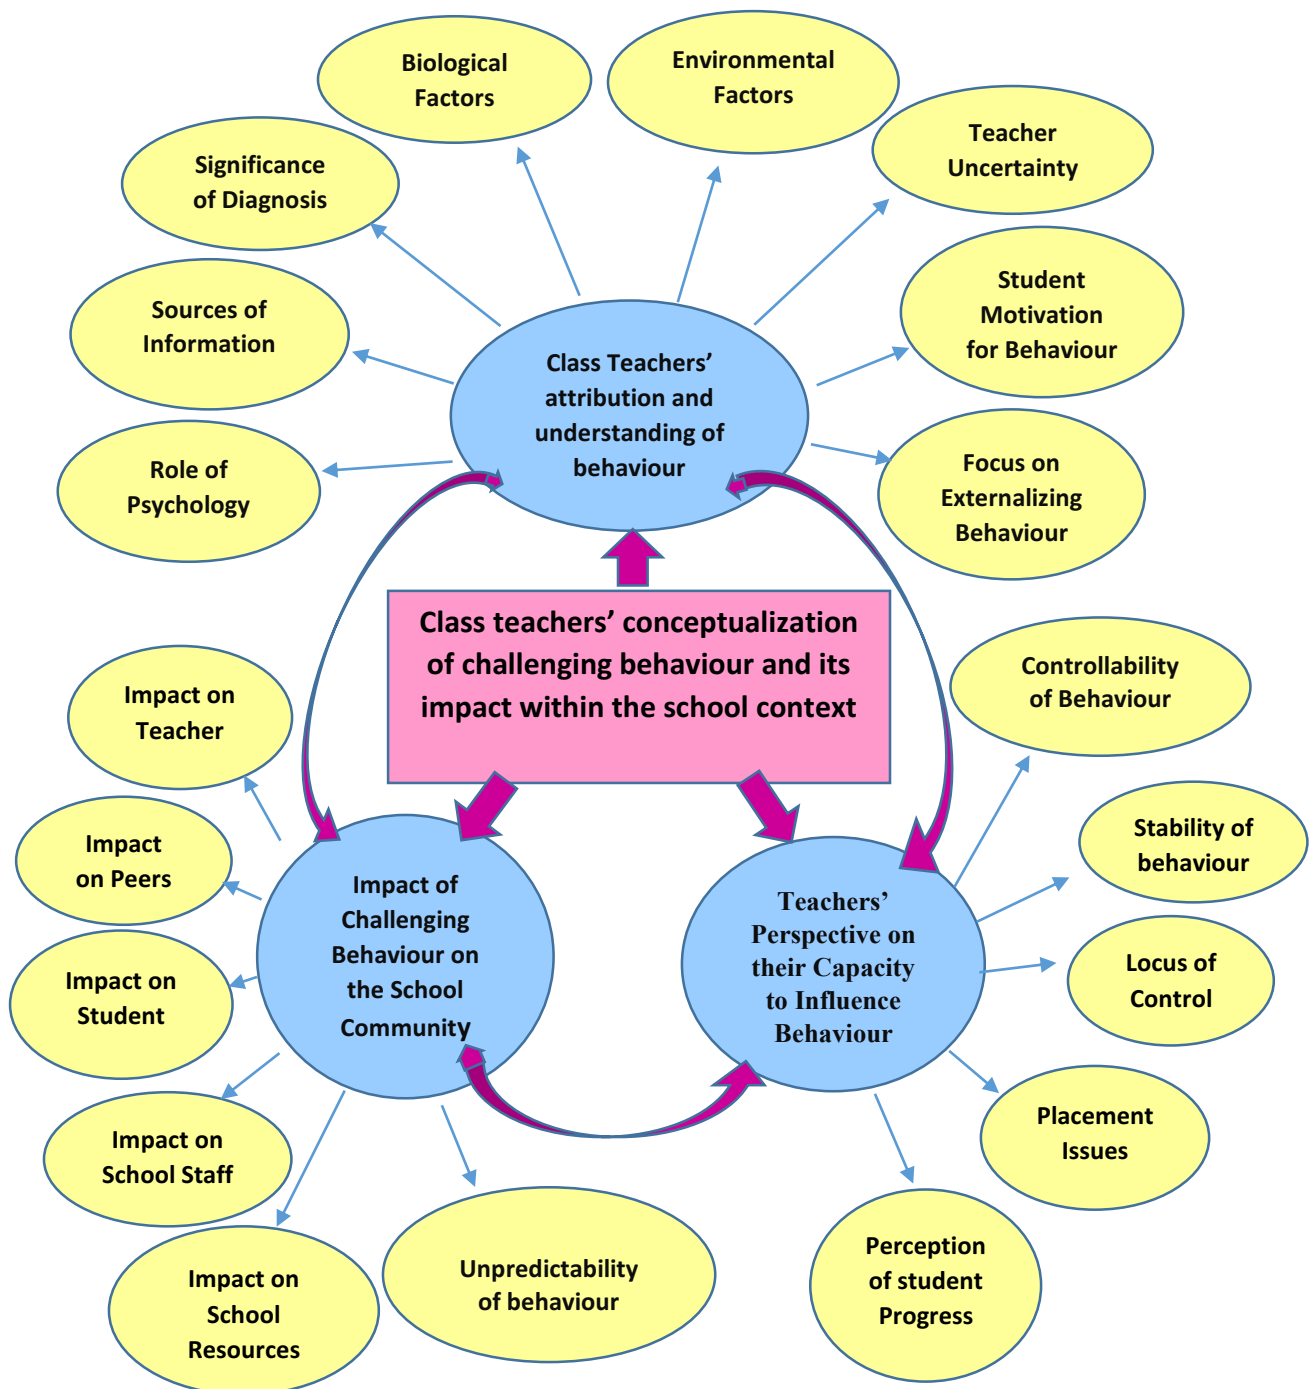 Biological
Factors
Environmental
Factors
Teacher
Uncertainty
Significance
of Diagnosis
Student
Motivation
for Behaviour
Sources of
Information
Class Teachers’
attribution and
understanding of
behaviour
Role of
Psychology
Focus on
Externalizing
Behaviour
Class teachers’ conceptualization
of challenging behaviour and its
impact within the school context
Controllability
of Behaviour
Impact on
Teacher
Stability of
behaviour
Impact
on Peers
Impact of
Challenging
Behaviour on
the School
Community
Teachers’
Perspective on
their Capacity
to Influence
Behaviour
Locus of
Control
Impact on
Student
Placement
Issues
Impact on
School Staff
Perception
of student
Progress
Unpredictability
of behaviour
Impact on
School
Resources